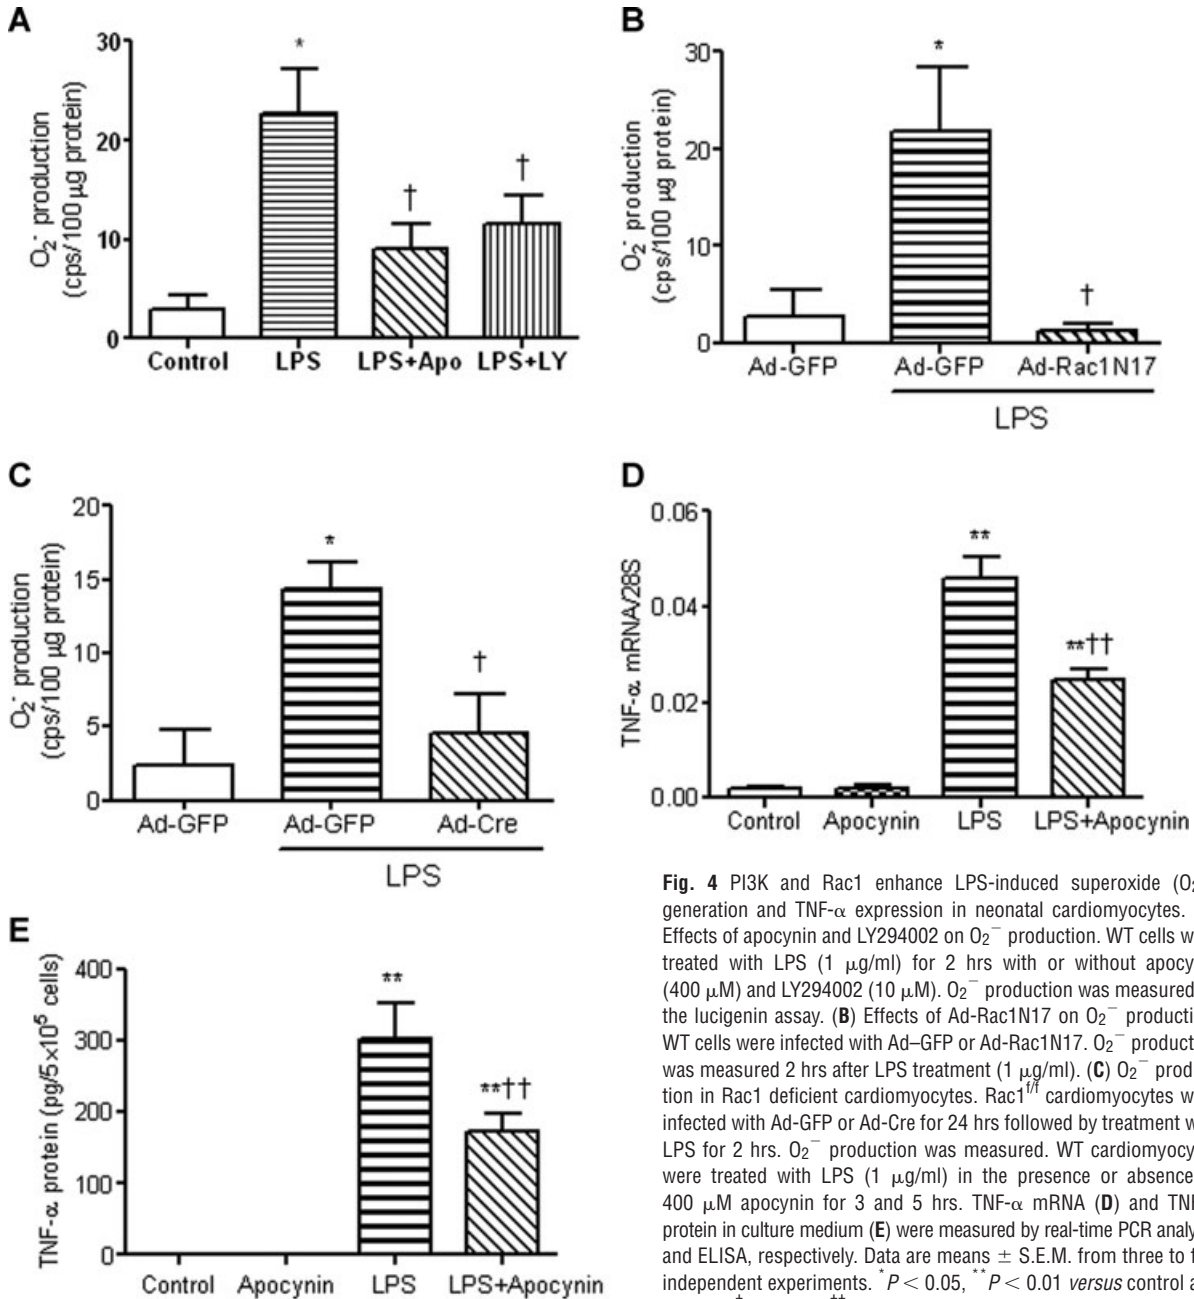 A
30
20
10
0
O₂⁻ production
(cps/100 µg protein)
*
†
†
Control LPS LPS+Apo LPS+LY
B
30
20
10
0
O₂⁻ production
(cps/100 µg protein)
*
†
Ad-GFP Ad-GFP Ad-Rac1N17
LPS
C
20
15
10
5
0
O₂⁻ production
(cps/100 µg protein)
*
†
Ad-GFP Ad-GFP Ad-Cre
LPS
D
0.06
0.04
0.02
0.00
TNF-α mRNA/28S
**
**††
Control Apocynin LPS LPS+Apocynin
E
400
300
200
100
0
TNF-α protein (pg/5×10⁵ cells)
**
**††
Control Apocynin LPS LPS+Apocynin
Fig. 4 PI3K and Rac1 enhance LPS-induced superoxide (O₂
generation and TNF-α expression in neonatal cardiomyocytes.
Effects of apocynin and LY294002 on O₂⁻ production. WT cells w
treated with LPS (1 µg/ml) for 2 hrs with or without apocy
(400 µM) and LY294002 (10 µM). O₂⁻ production was measured
the lucigenin assay. (B) Effects of Ad-Rac1N17 on O₂⁻ producti
WT cells were infected with Ad–GFP or Ad-Rac1N17. O₂⁻ product
was measured 2 hrs after LPS treatment (1 µg/ml). (C) O₂⁻ prod
tion in Rac1 deficient cardiomyocytes. Rac1f/f cardiomyocytes w
infected with Ad-GFP or Ad-Cre for 24 hrs followed by treatment w
LPS for 2 hrs. O₂⁻ production was measured. WT cardiomyocy
were treated with LPS (1 µg/ml) in the presence or absence
400 µM apocynin for 3 and 5 hrs. TNF-α mRNA (D) and TNF
protein in culture medium (E) were measured by real-time PCR analy
and ELISA, respectively. Data are means ± S.E.M. from three to f
independent experiments. *P < 0.05, **P < 0.01 versus control a